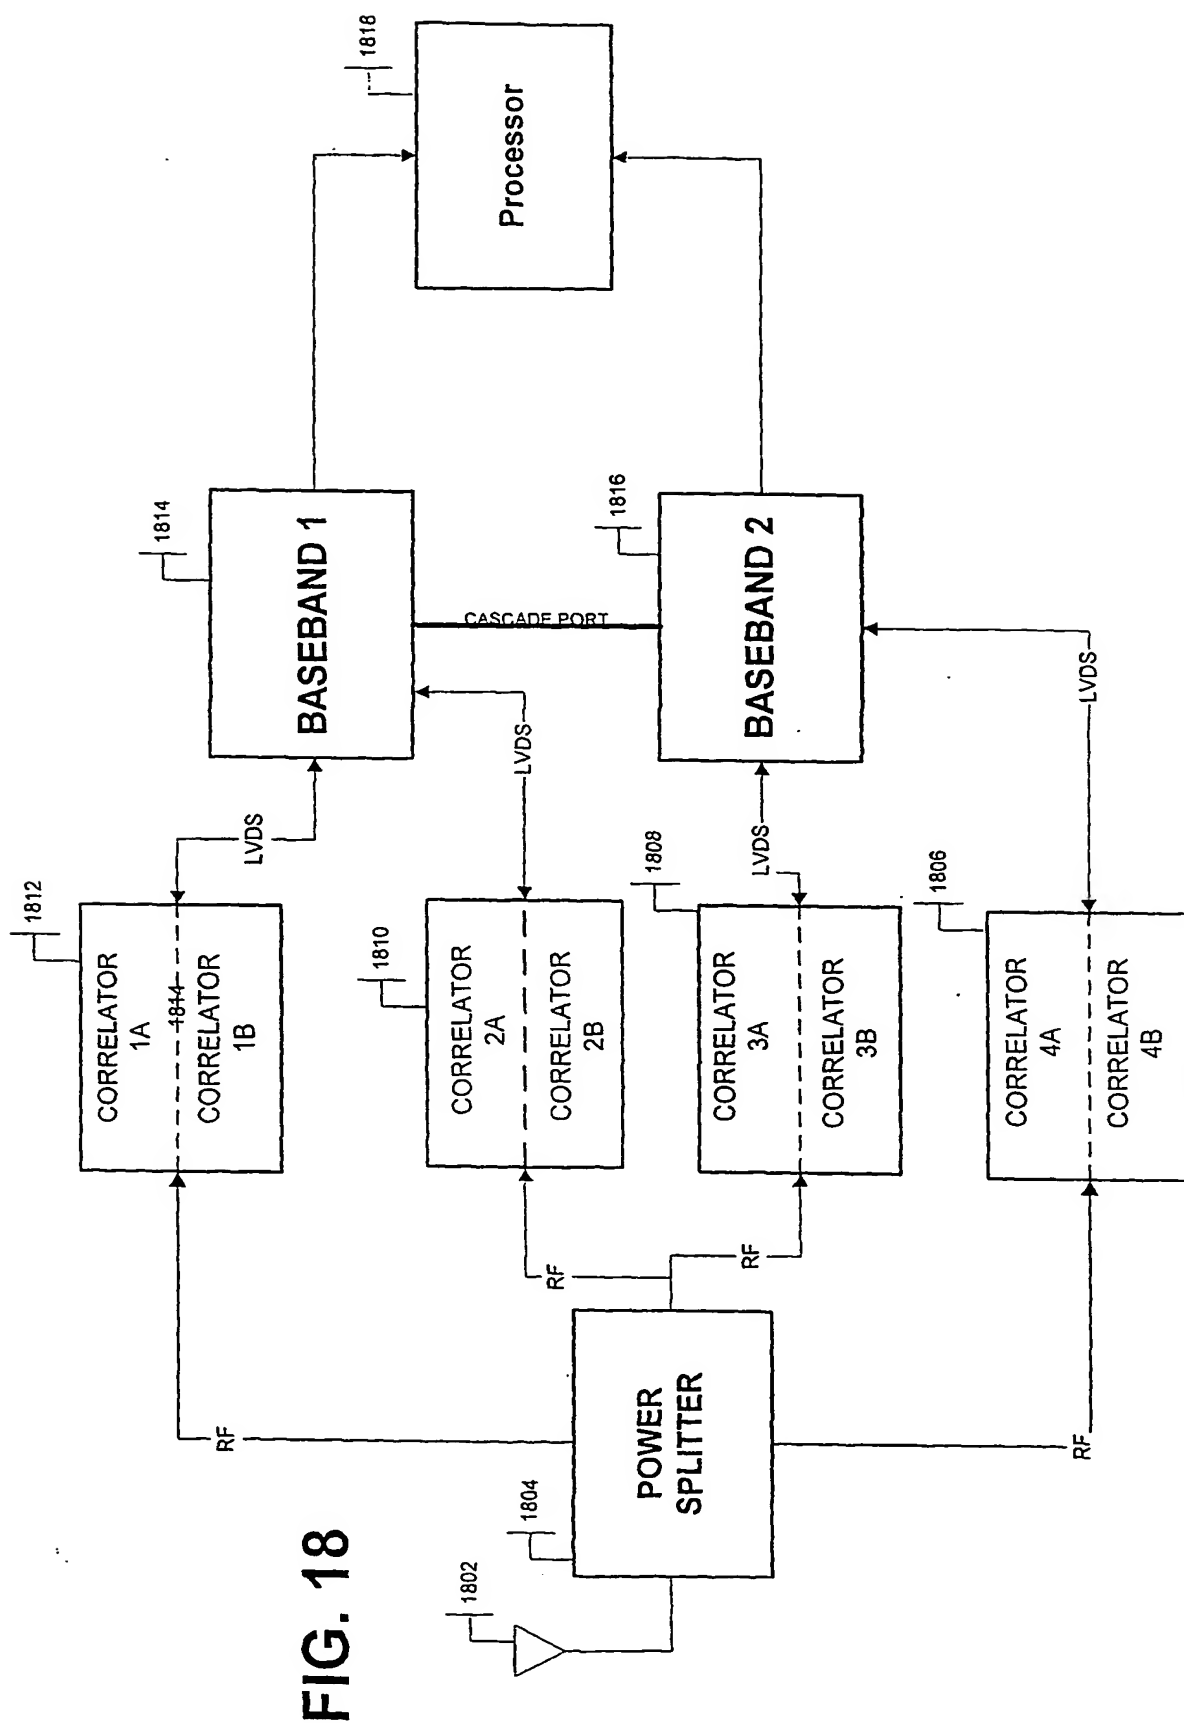 FIG. 18
1802
1804
POWER
SPLITTER
RF
RF
RF
RF
1812
CORRELATOR
1A
1814
CORRELATOR
1B
1810
CORRELATOR
2A
CORRELATOR
2B
1808
CORRELATOR
3A
CORRELATOR
3B
1806
CORRELATOR
4A
CORRELATOR
4B
LVDS
LVDS
LVDS
LVDS
1814
BASEBAND 1
CASCADE PORT
1816
BASEBAND 2
1818
Processor